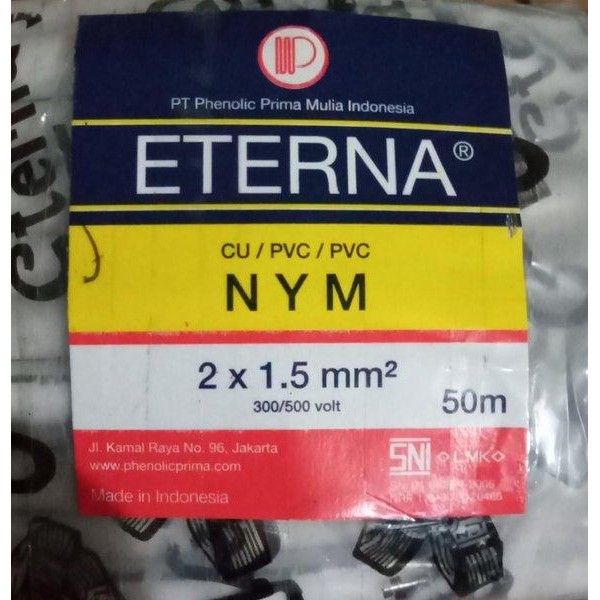 PT Phenolic Prima Mulia Indonesia
ETERNA®
CU / PVC / PVC
NYM
2 x 1.5 mm²
300/500 volt
50m
Jl. Kamal Raya No. 96, Jakarta
www.phenolicprima.com
SNI LMK
Made in Indonesia
Eterna